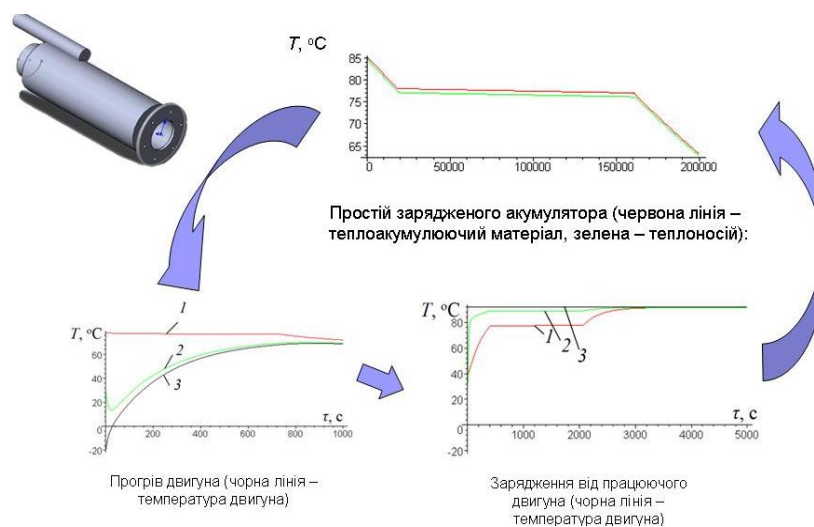 T, °C
85
80
75
70
65
0 50000 100000 150000 200000
Простій зарядженого акумулятора (червона лінія –
теплоакумулюючий матеріал, зелена – теплоносій):
T, °C
60
40
20
0
-20
1
2
3
τ, с
200 400 600 800 1000
Прогрів двигуна (чорна лінія –
температура двигуна)
T, °C
80
60
40
20
0
-20
1 2 3
τ, с
1000 2000 3000 4000 5000
Зарядження від працюючого
двигуна (чорна лінія –
температура двигуна)